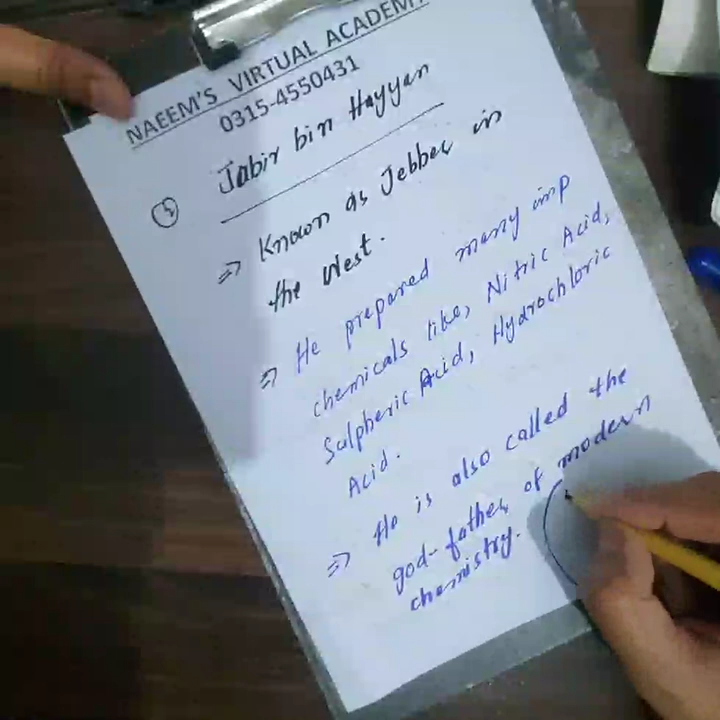 NAEEM'S VIRTUAL ACADEMY
0315-4550431
③ Jabir bin Hayyan
⇒ Known as Jebber in
the West.
⇒ He prepared many imp
chemicals like, Nitric Acid,
Sulpheric Acid, Hydrochloric
Acid.
⇒ He is also called the
god-father of modern
chemistry.